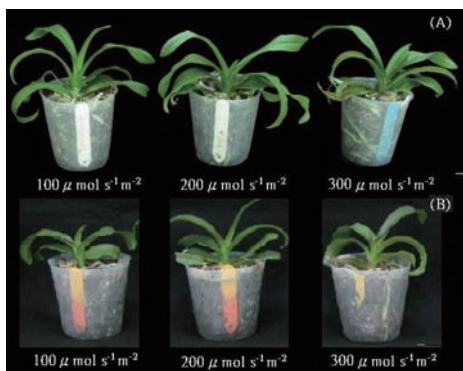 (A)
100 μ mol s⁻¹m⁻² 200 μ mol s⁻¹m⁻² 300 μ mol s⁻¹m⁻²
(B)
100 μ mol s⁻¹m⁻² 200 μ mol s⁻¹m⁻² 300 μ mol s⁻¹m⁻²